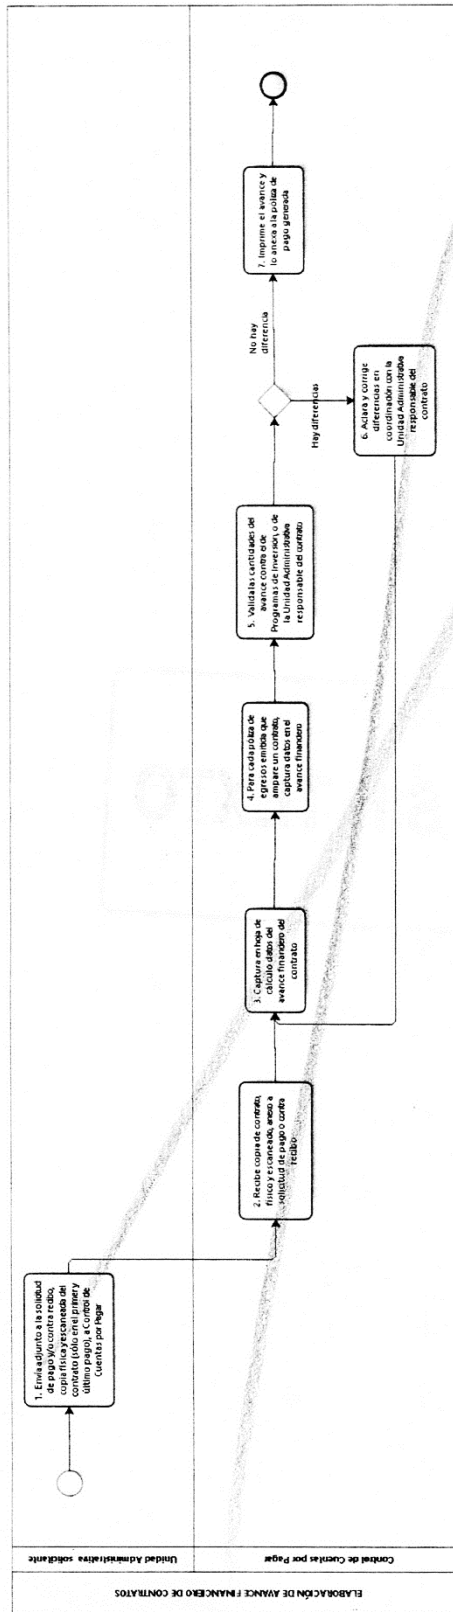 ELABORACIÓN DE AVANCE FINANCIERO DE CONTRATOS
Unidad Administrativa solicitante
Control de Cuentas por Pagar
1. Envía adjunto a la solicitud
de pago y/o contra recibo,
copia física y escaneada del
contrato (sólo en el primer y
último pago), a Control de
Cuentas por Pagar
2. Recibe copia de contrato,
físico y escaneado, anexo a
solicitud de pago o contra
recibo
3. Captura en hoja de
cálculo datos del
avance financiero del
contrato
4. Para cada póliza de
egresos emitida que
ampare un contrato,
captura datos en el
avance financiero
5. Valida las cantidades del
avance contra el de
Programas de Inversión, o de
la Unidad Administrativa
responsable del contrato
Hay diferencias
No hay
diferencia
6. Aclara y corrige
diferencias en
coordinación con la
Unidad Administrativa
responsable del
contrato
7. Imprime el avance y
lo anexa a la póliza de
pago generada